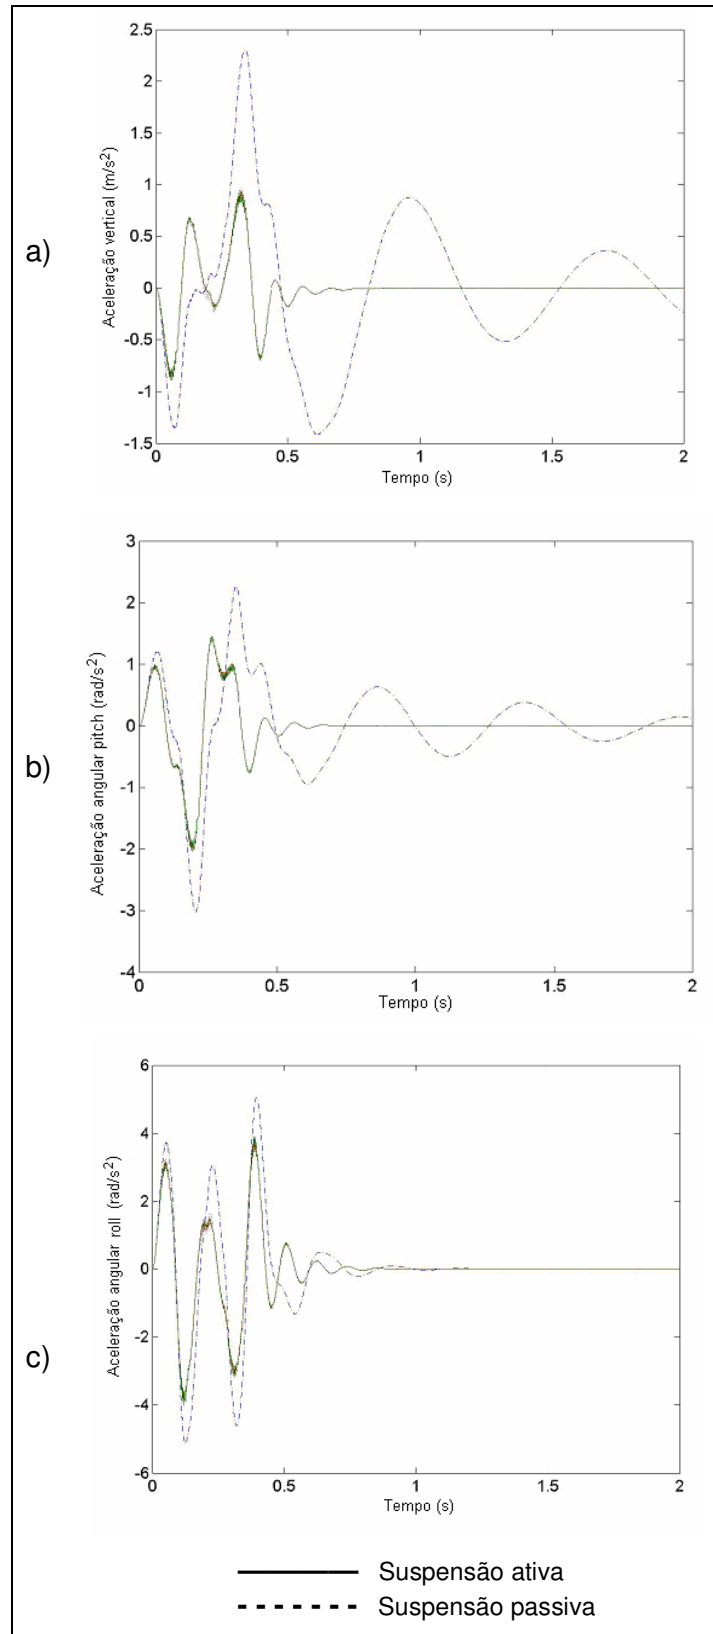 a)
Aceleração vertical (m/s²)
3
2.5
2
1.5
1
0.5
0
-0.5
-1
-1.5
0 0.5 1 1.5 2
Tempo (s)
b)
Aceleração angular pitch (rad/s²)
3
2
1
0
-1
-2
-3
-4
0 0.5 1 1.5 2
Tempo (s)
c)
Aceleração angular roll (rad/s²)
6
4
2
0
-2
-4
-6
0 0.5 1 1.5 2
Tempo (s)
Suspensão ativa
Suspensão passiva